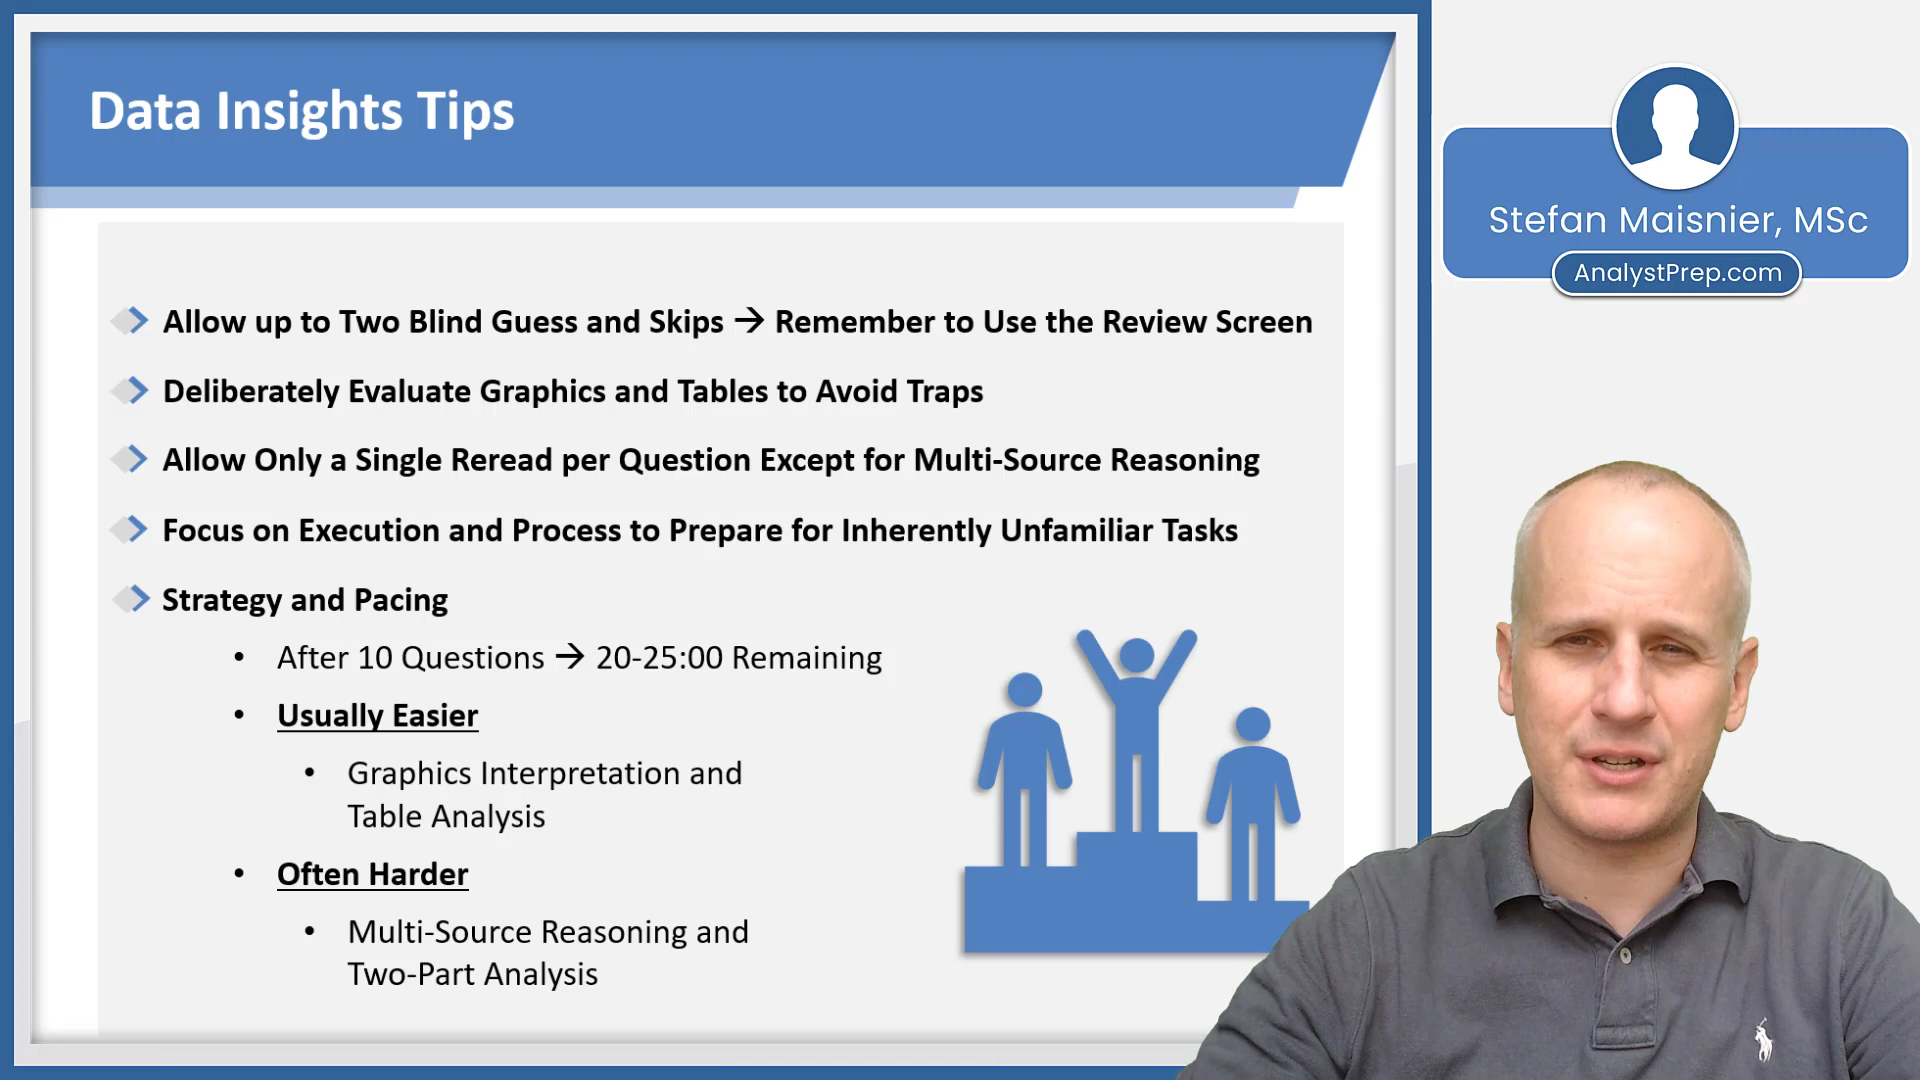 Data Insights Tips
Stefan Maisnier, MSc
AnalystPrep.com
Allow up to Two Blind Guess and Skips → Remember to Use the Review Screen
Deliberately Evaluate Graphics and Tables to Avoid Traps
Allow Only a Single Reread per Question Except for Multi-Source Reasoning
Focus on Execution and Process to Prepare for Inherently Unfamiliar Tasks
Strategy and Pacing
• After 10 Questions → 20-25:00 Remaining
• Usually Easier
• Graphics Interpretation and
Table Analysis
• Often Harder
• Multi-Source Reasoning and
Two-Part Analysis